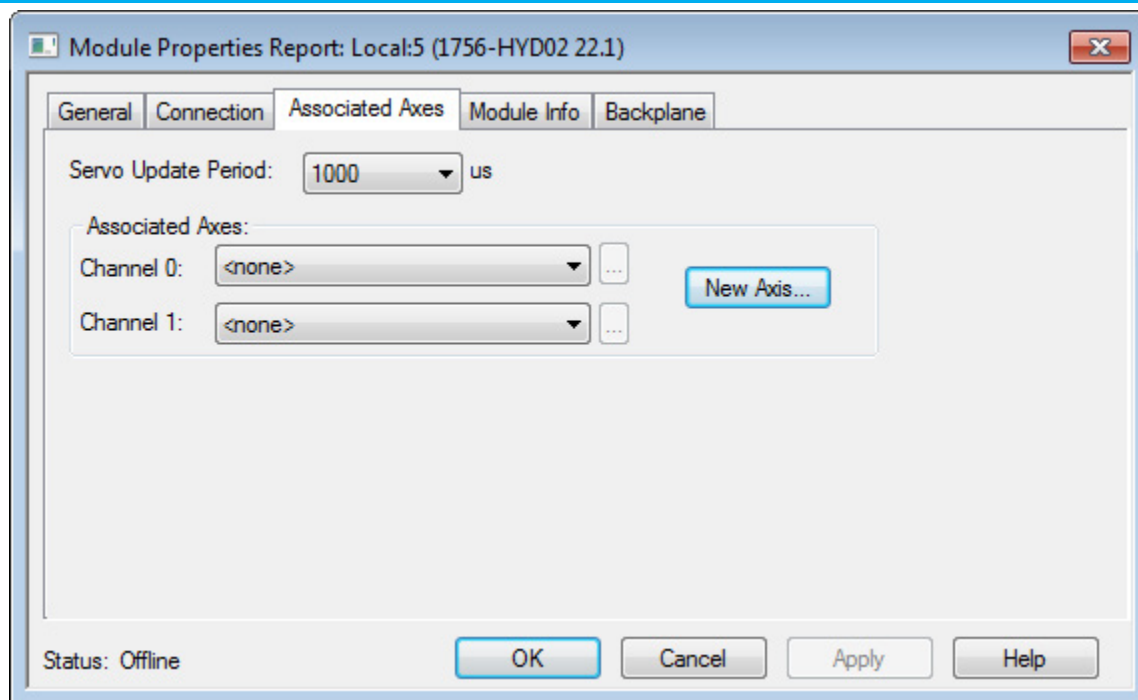 Module Properties Report: Local:5 (1756-HYD02 22.1)
General Connection Associated Axes Module Info Backplane
Servo Update Period: 1000 us
Associated Axes:
Channel 0: <none> ...
New Axis...
Channel 1: <none> ...
Status: Offline OK Cancel Apply Help